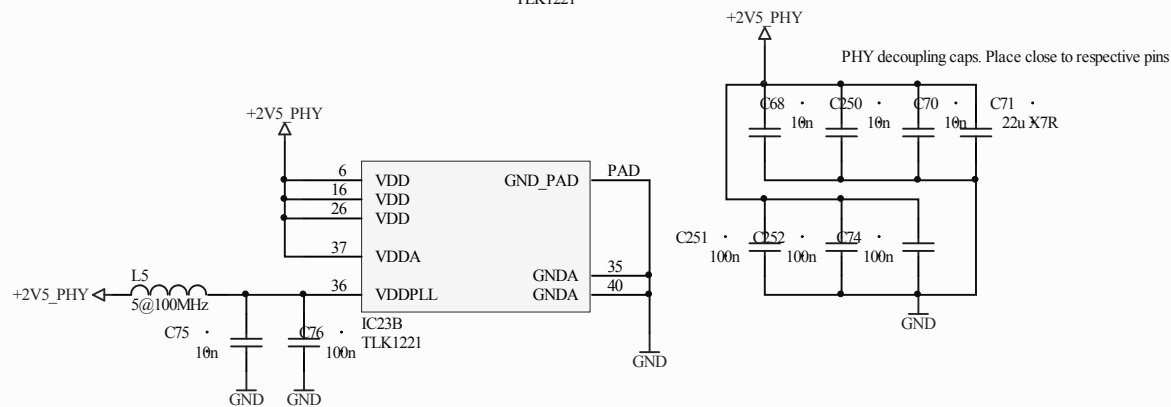 TLK1221
+2V5_PHY
PHY decoupling caps. Place close to respective pins
C68 10n
C250 10n
C70 10n
C71 22u X7R
+2V5_PHY
6 VDD
16 VDD
26 VDD
37 VDDA
36 VDDPLL
GND_PAD PAD
GNDA 35
GNDA 40
IC23B
TLK1221
GND
C251 100n
C252 100n
C74 100n
GND
+2V5_PHY
L5
5@100MHz
C75 10n
C76 100n
GND
GND